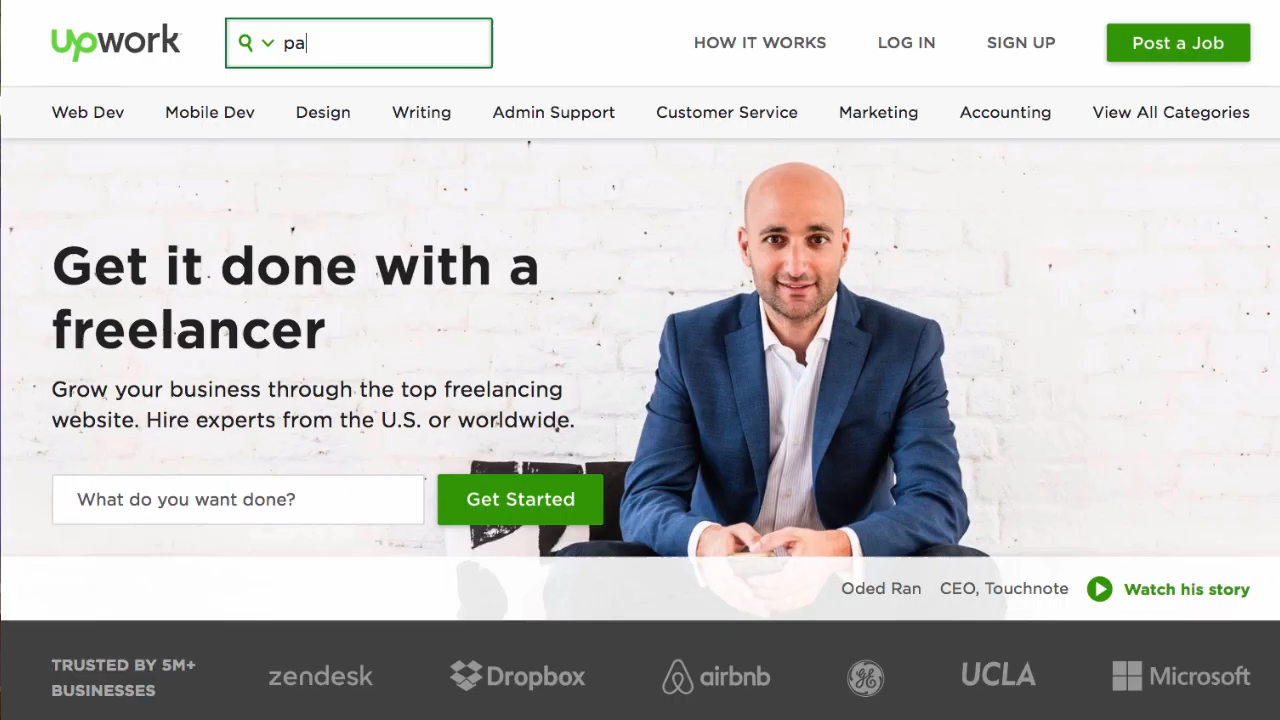 upwork
pa
HOW IT WORKS
LOG IN
SIGN UP
Post a Job
Web Dev
Mobile Dev
Design
Writing
Admin Support
Customer Service
Marketing
Accounting
View All Categories
Get it done with a
freelancer
Grow your business through the top freelancing
website. Hire experts from the U.S. or worldwide.
What do you want done?
Get Started
Oded Ran
CEO, Touchnote
Watch his story
TRUSTED BY 5M+
BUSINESSES
zendesk
Dropbox
airbnb
GE
UCLA
Microsoft